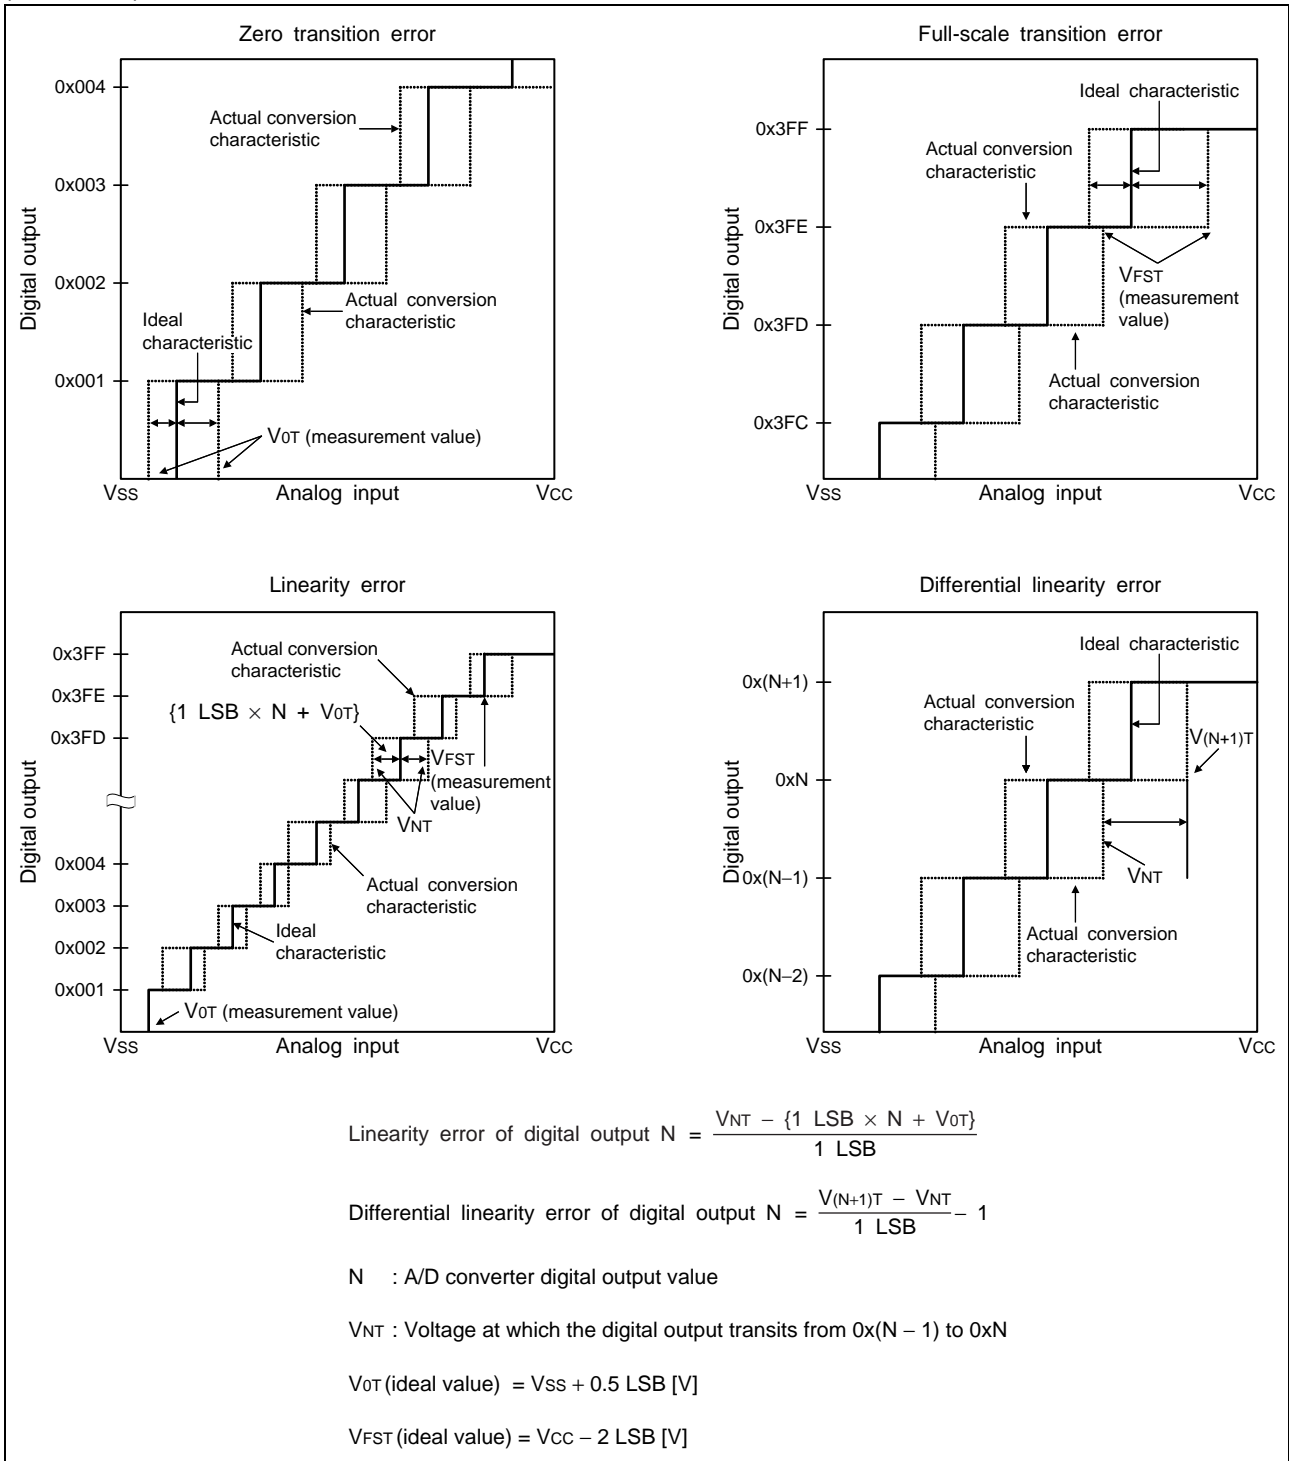 Zero transition error
0x004
0x003
0x002
0x001
Digital output
Actual conversion
characteristic
Actual conversion
characteristic
Ideal
characteristic
V0T (measurement value)
VSS
Analog input
VCC
Full-scale transition error
0x3FF
0x3FE
0x3FD
0x3FC
Digital output
Ideal characteristic
Actual conversion
characteristic
VFST
(measurement
value)
Actual conversion
characteristic
VSS
Analog input
VCC
Linearity error
0x3FF
0x3FE
0x3FD
0x004
0x003
0x002
0x001
Digital output
Actual conversion
characteristic
{1 LSB × N + V0T}
VFST
(measurement
value)
VNT
Actual conversion
characteristic
Ideal
characteristic
V0T (measurement value)
VSS
Analog input
VCC
Differential linearity error
0x(N+1)
0xN
0x(N−1)
0x(N−2)
Digital output
Ideal characteristic
Actual conversion
characteristic
V(N+1)T
VNT
Actual conversion
characteristic
VSS
Analog input
VCC
Linearity error of digital output N = VNT − {1 LSB × N + V0T}
1 LSB
Differential linearity error of digital output N = V(N+1)T − VNT − 1
1 LSB
N : A/D converter digital output value
VNT : Voltage at which the digital output transits from 0x(N − 1) to 0xN
V0T (ideal value) = VSS + 0.5 LSB [V]
VFST (ideal value) = VCC − 2 LSB [V]